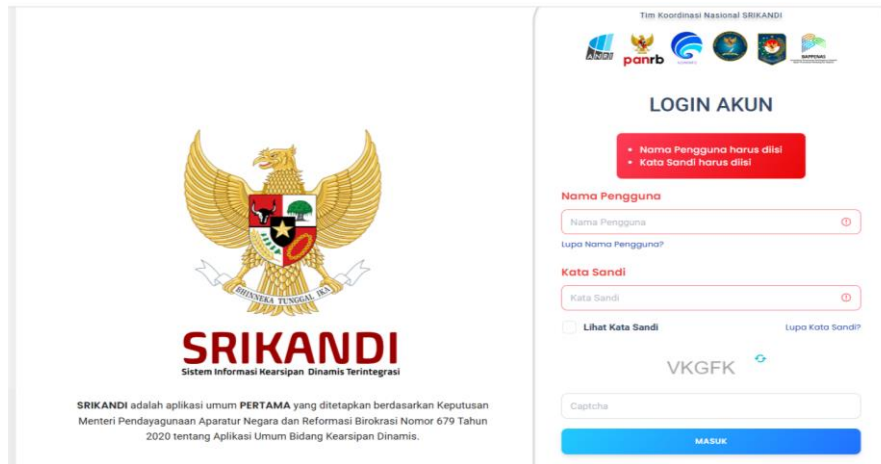 Tim Koordinasi Nasional SRIKANDI
ANRI
panrb
BAPPENAS
LOGIN AKUN
• Nama Pengguna harus diisi
• Kata Sandi harus diisi
Nama Pengguna
Nama Pengguna
Lupa Nama Pengguna?
Kata Sandi
Kata Sandi
Lihat Kata Sandi
Lupa Kata Sandi?
VKGFK
Captcha
MASUK
BHINNEKA TUNGGAL IKA
SRIKANDI
Sistem Informasi Kearsipan Dinamis Terintegrasi
SRIKANDI adalah aplikasi umum PERTAMA yang ditetapkan berdasarkan Keputusan
Menteri Pendayagunaan Aparatur Negara dan Reformasi Birokrasi Nomor 679 Tahun
2020 tentang Aplikasi Umum Bidang Kearsipan Dinamis.